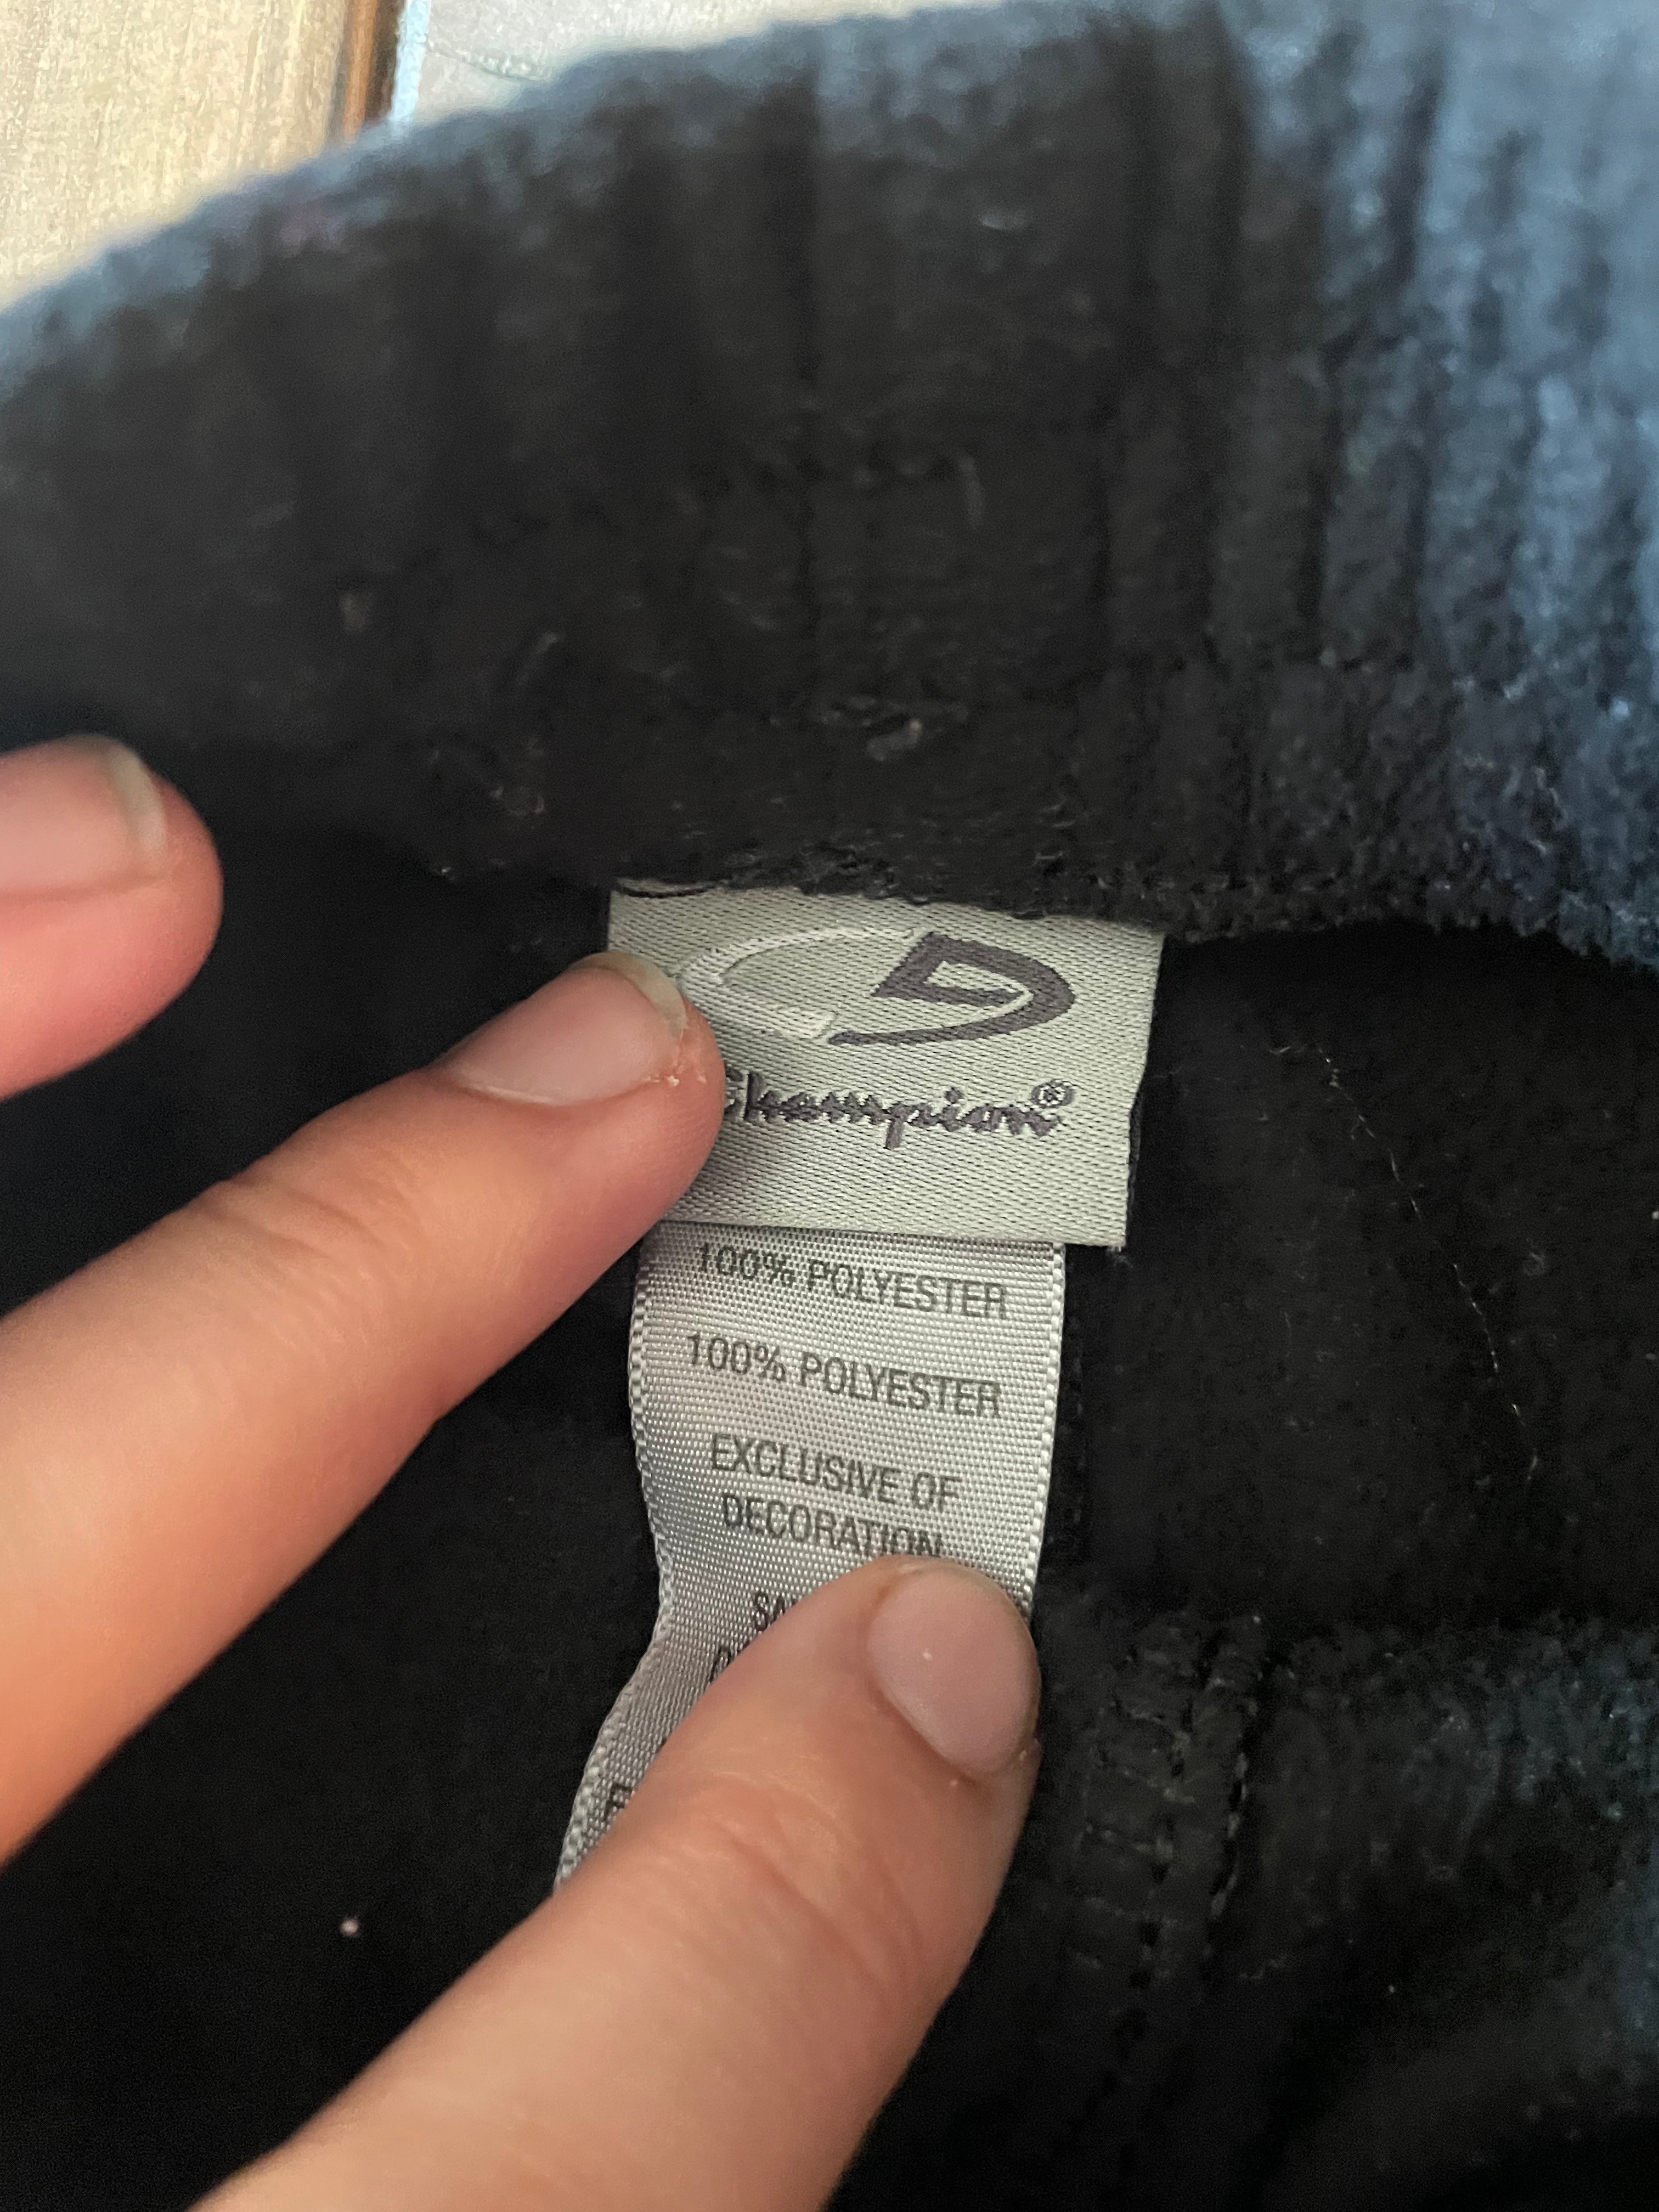 Champion®
100% POLYESTER
100% POLYESTER
EXCLUSIVE OF
DECORATION